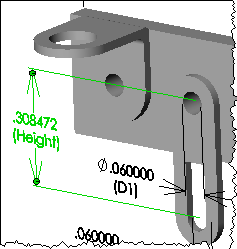 .308472
(Height)
∅ .060000
(D1)
.060000